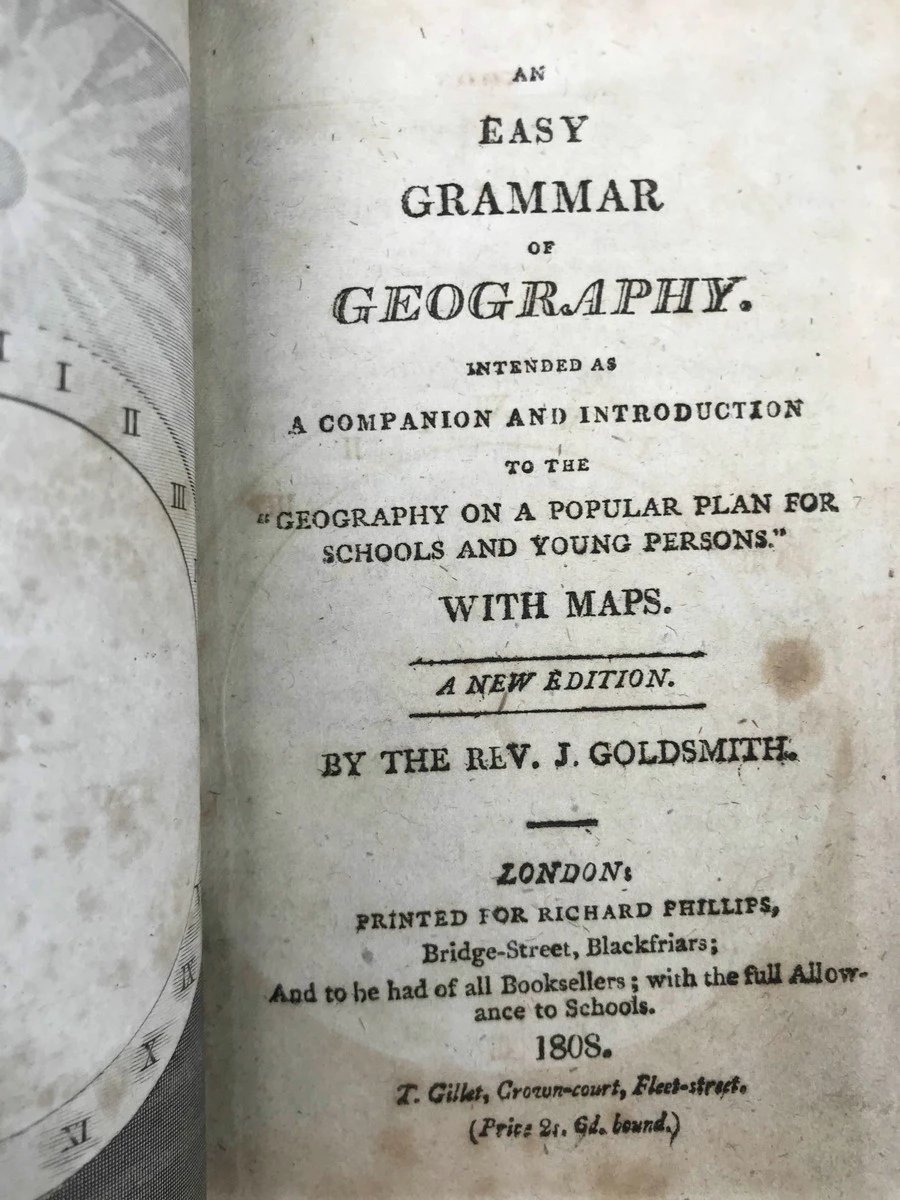 AN
EASY
GRAMMAR
OF
GEOGRAPHY.
INTENDED AS
A COMPANION AND INTRODUCTION
TO THE
“GEOGRAPHY ON A POPULAR PLAN FOR
SCHOOLS AND YOUNG PERSONS.”
WITH MAPS.
A NEW EDITION.
BY THE REV. J. GOLDSMITH.
LONDON:
PRINTED FOR RICHARD PHILLIPS,
Bridge-Street, Blackfriars;
And to be had of all Booksellers; with the full Allow-
ance to Schools.
1808.
T. Gillet, Crown-court, Fleet-street.
(Price 2s. 6d. bound.)
I
II
III
X
IX